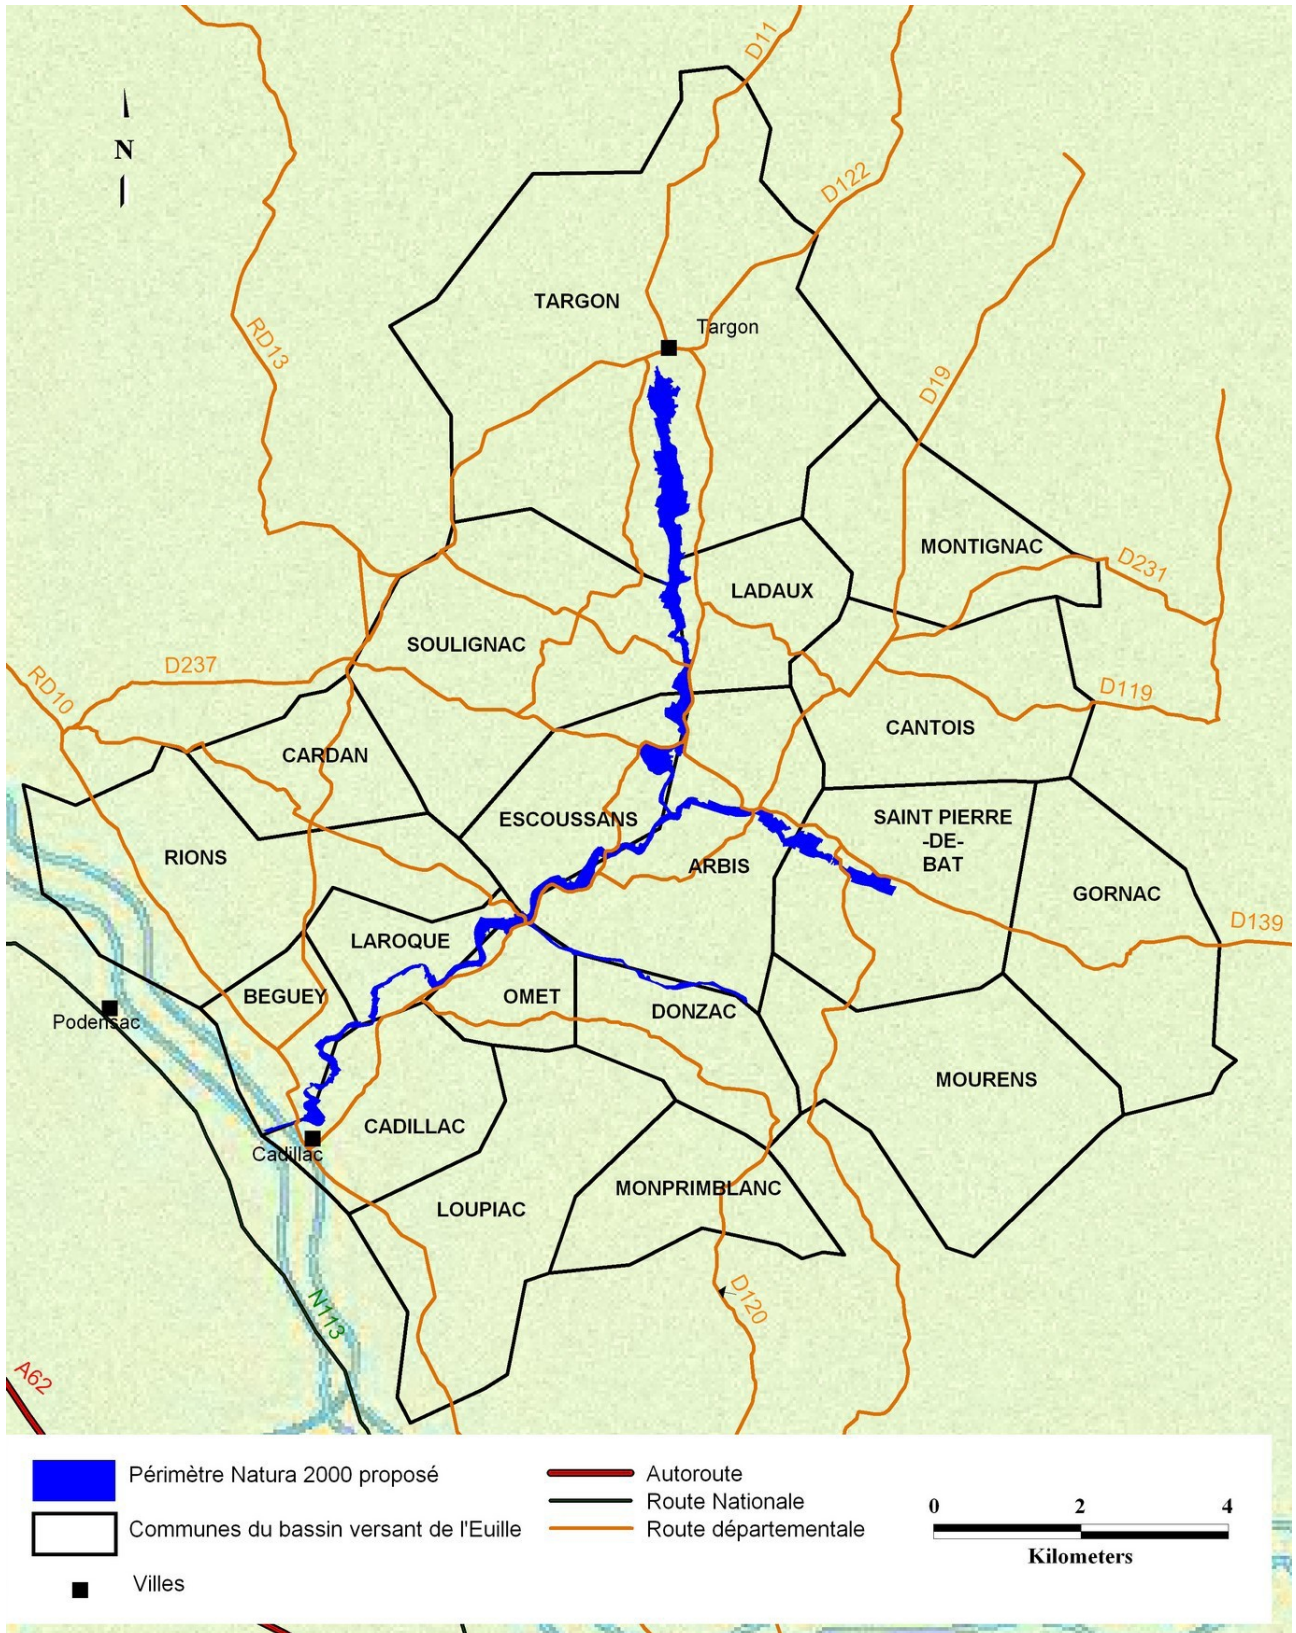 D11
N
D122
TARGON
Targon
RD13
D19
MONTIGNAC
D231
LADAUX
SOULIGNAC
D237
RD10
D119
CANTOIS
CARDAN
ESCOUSSANS
SAINT PIERRE
-DE-
BAT
RIONS
ARBIS
GORNAC
D139
LAROQUE
BEGUEY
OMET
DONZAC
Podensac
MOURENS
CADILLAC
Cadillac
MONPRIMBLANC
LOUPIAC
D120
N113
A62
Périmètre Natura 2000 proposé
Communes du bassin versant de l'Euille
Villes
Autoroute
Route Nationale
Route départementale
0 2 4
Kilometers